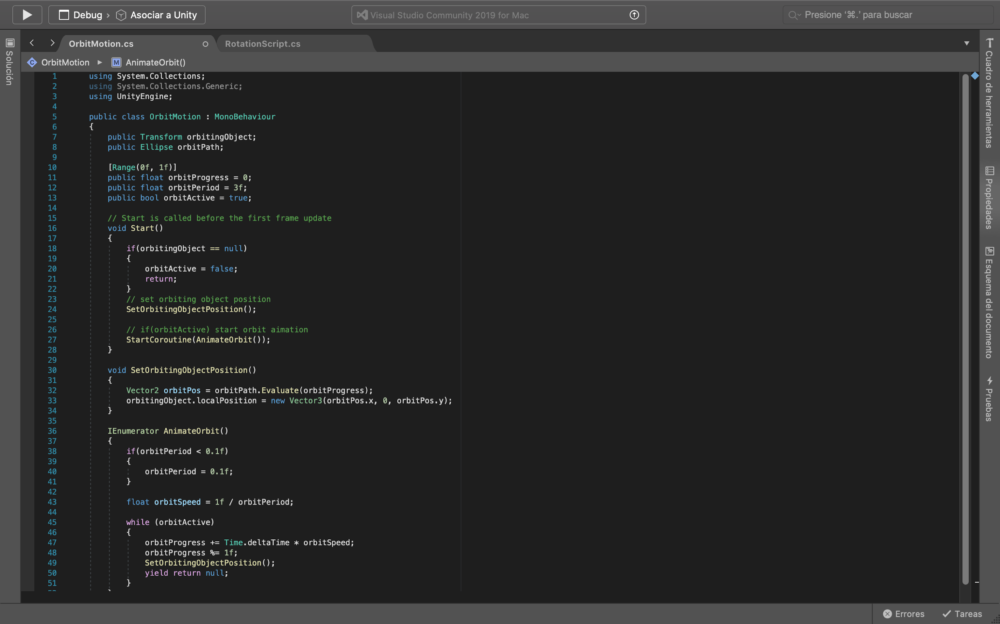 Debug › Asociar a Unity
Visual Studio Community 2019 for Mac
Presione ‘⌘.’ para buscar
Solución
OrbitMotion.cs
RotationScript.cs
OrbitMotion
M AnimateOrbit()
1 using System.Collections;
2 using System.Collections.Generic;
3 using UnityEngine;
4
5 public class OrbitMotion : MonoBehaviour
6 {
7 public Transform orbitingObject;
8 public Ellipse orbitPath;
9
10 [Range(0f, 1f)]
11 public float orbitProgress = 0;
12 public float orbitPeriod = 3f;
13 public bool orbitActive = true;
14
15 // Start is called before the first frame update
16 void Start()
17 {
18 if(orbitingObject == null)
19 {
20 orbitActive = false;
21 return;
22 }
23 // set orbiting object position
24 SetOrbitingObjectPosition();
25
26 // if(orbitActive) start orbit aimation
27 StartCoroutine(AnimateOrbit());
28 }
29
30 void SetOrbitingObjectPosition()
31 {
32 Vector2 orbitPos = orbitPath.Evaluate(orbitProgress);
33 orbitingObject.localPosition = new Vector3(orbitPos.x, 0, orbitPos.y);
34 }
35
36 IEnumerator AnimateOrbit()
37 {
38 if(orbitPeriod < 0.1f)
39 {
40 orbitPeriod = 0.1f;
41 }
42
43 float orbitSpeed = 1f / orbitPeriod;
44
45 while (orbitActive)
46 {
47 orbitProgress += Time.deltaTime * orbitSpeed;
48 orbitProgress %= 1f;
49 SetOrbitingObjectPosition();
50 yield return null;
51 }
Cuadro de herramientas
Propiedades
Esquema del documento
Pruebas
Errores
Tareas